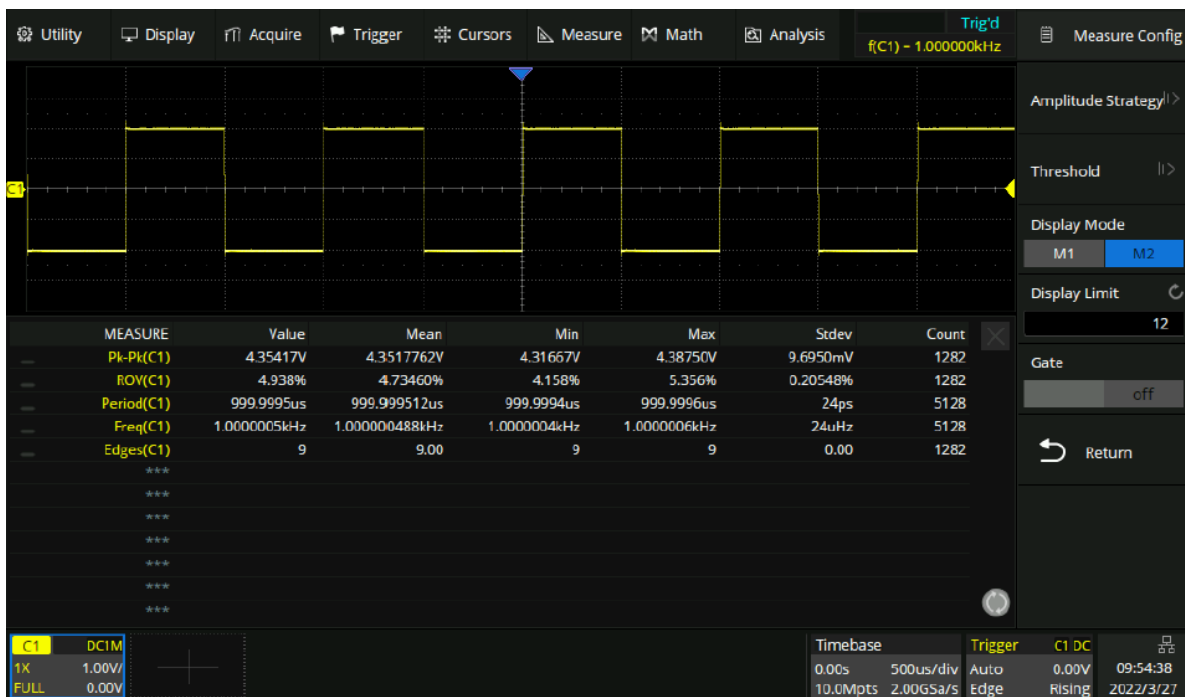 Utility Display Acquire Trigger Cursors Measure Math Analysis
Trig'd
f(C1) = 1.000000kHz
Measure Config
Amplitude Strategy
Threshold
Display Mode
M1 M2
Display Limit
12
Gate
off
Return
C1
MEASURE Value Mean Min Max Stdev Count
Pk-Pk(C1) 4.35417V 4.3517762V 4.31667V 4.38750V 9.6950mV 1282
ROV(C1) 4.938% 4.73460% 4.158% 5.356% 0.20548% 1282
Period(C1) 999.9995us 999.999512us 999.9994us 999.9996us 24ps 5128
Freq(C1) 1.0000005kHz 1.000000488kHz 1.0000004kHz 1.0000006kHz 24uHz 5128
Edges(C1) 9 9.00 9 9 0.00 1282
***
***
***
***
***
***
***
C1 DC1M
1X 1.00V/
FULL 0.00V
Timebase
0.00s 500us/div
10.0Mpts 2.00GSa/s
Trigger C1 DC
Auto 0.00V
Edge Rising
09:54:38
2022/3/27